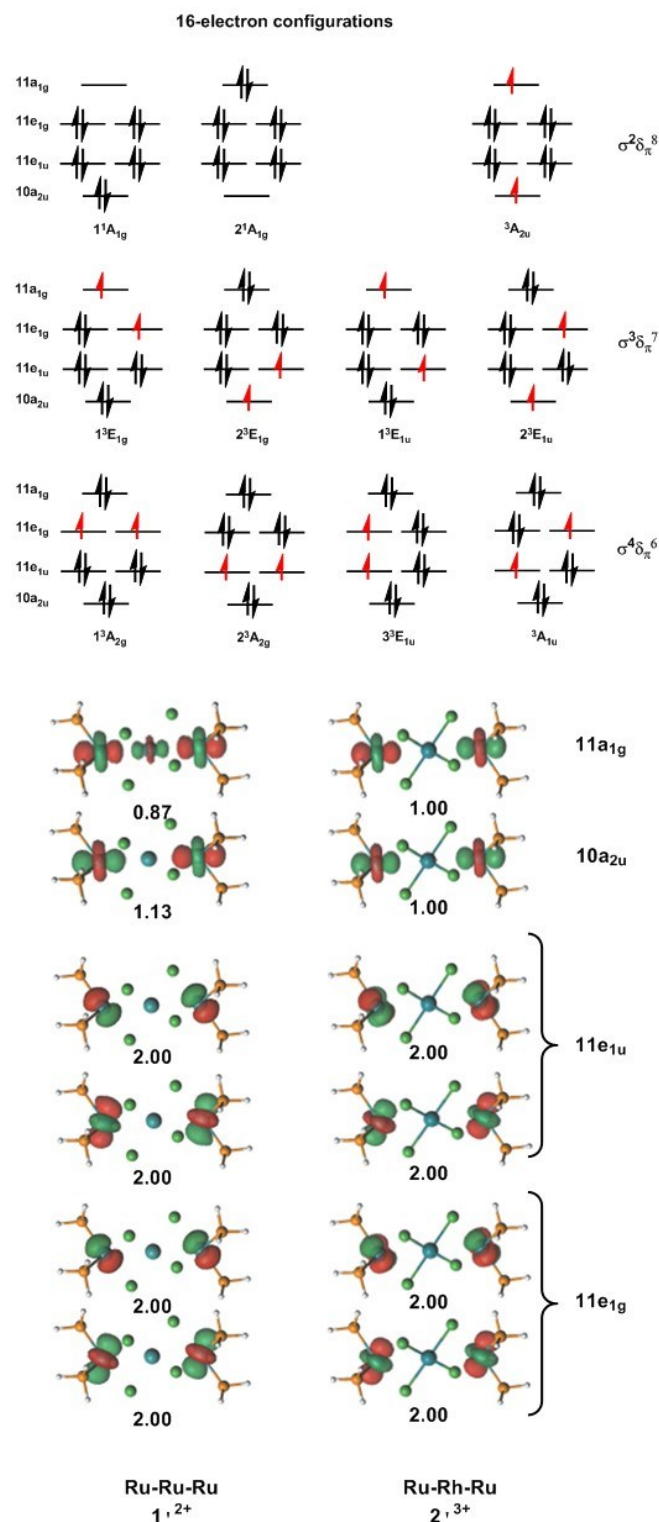 16-electron configurations
11a1g
11e1g
11e1u
10a2u
1¹A1g 2¹A1g ³A2u
σ²δπ⁸
11a1g
11e1g
11e1u
10a2u
1³E1g 2³E1g 1³E1u 2³E1u
σ³δπ⁷
11a1g
11e1g
11e1u
10a2u
1³A2g 2³A2g 3³E1u ³A1u
σ⁴δπ⁶
11a1g
0.87 1.00
10a2u
1.13 1.00
2.00 2.00
11e1u
2.00 2.00
2.00 2.00
11e1g
2.00 2.00
Ru-Ru-Ru Ru-Rh-Ru
1'²⁺ 2'³⁺